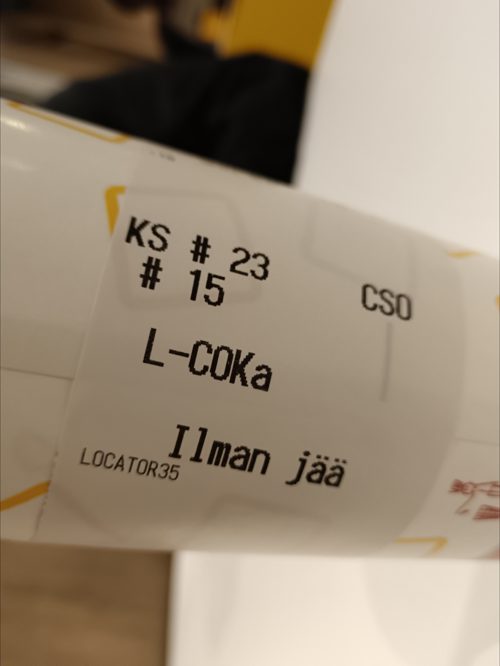 KS # 23
# 15
CSO
L-COKa
Ilman jää
LOCATOR35